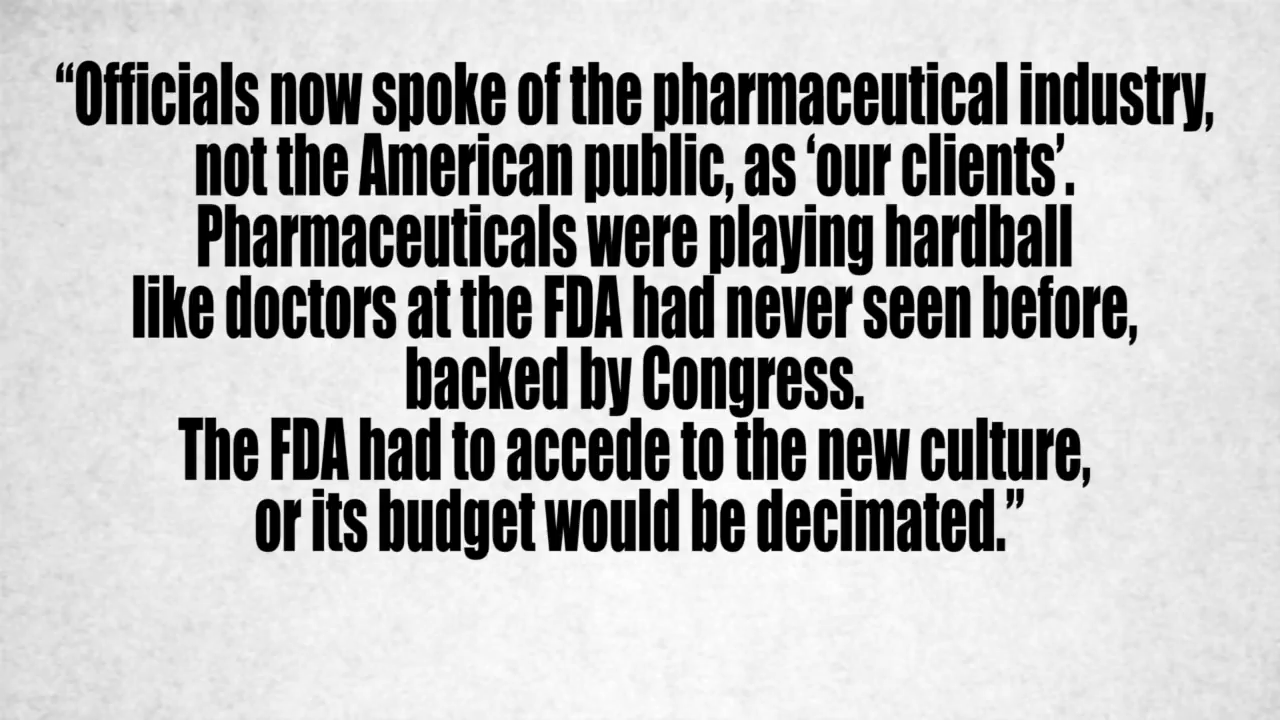 “Officials now spoke of the pharmaceutical industry,
not the American public, as ‘our clients’.
Pharmaceuticals were playing hardball
like doctors at the FDA had never seen before,
backed by Congress.
The FDA had to accede to the new culture,
or its budget would be decimated.”